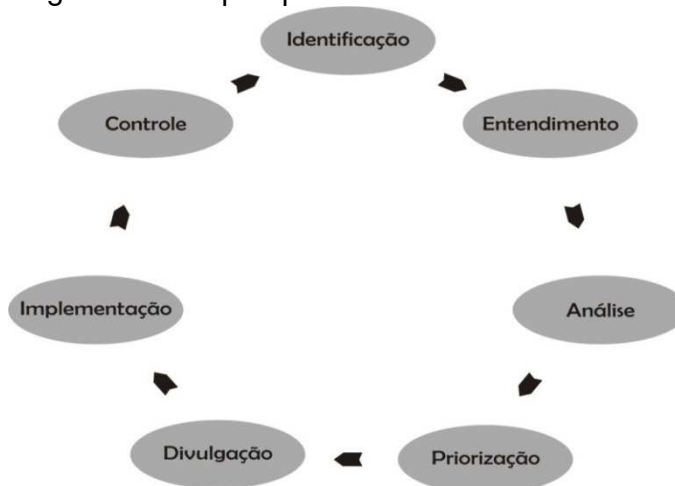 Identificação
Entendimento
Análise
Priorização
Divulgação
Implementação
Controle